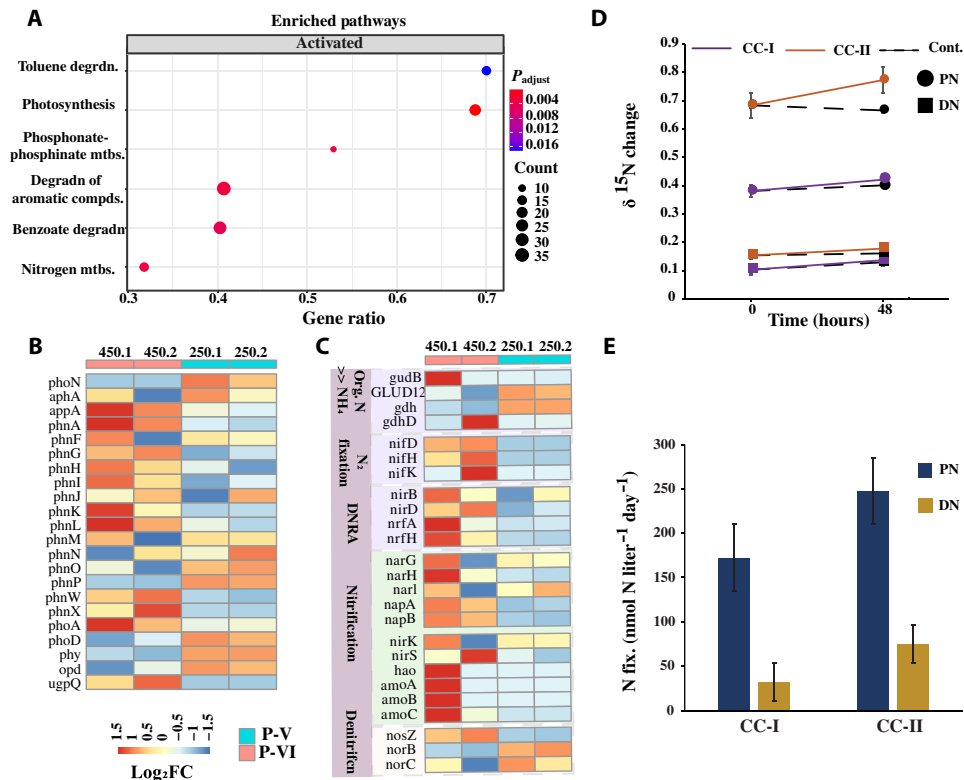 A
Enriched pathways
Activated
Toluene degrdn.
Photosynthesis
Phosphonate-
phosphinate mtbs.
Degradn of
aromatic compds.
Benzoate degradn
Nitrogen mtbs.
0.3
0.4
0.5
0.6
0.7
Gene ratio
Padjust
0.004
0.008
0.012
0.016
Count
10
15
20
25
30
35
D
CC-I
CC-II
Cont.
PN
DN
0.9
0.8
0.7
0.6
0.5
0.4
0.3
0.2
0.1
0
δ ¹⁵N change
0
48
Time (hours)
B
450.1
450.2
250.1
250.2
phoN
aphA
appA
phnA
phnF
phnG
phnH
phnI
phnJ
phnK
phnL
phnM
phnN
phnO
phnP
phnW
phnX
phoA
phoD
phy
opd
ugpQ
1.5
1
0.5
0
−0.5
−1
−1.5
Log₂FC
P-V
P-VI
C
450.1
450.2
250.1
250.2
Org. N
>> NH₄
gudB
GLUD12
gdh
gdhD
N₂
fixation
nifD
nifH
nifK
DNRA
nirB
nirD
nrfA
nrfH
Nitrification
narG
narH
narI
napA
napB
nirK
nirS
hao
amoA
amoB
amoC
Denitrifcn
nosZ
norB
norC
E
300
250
200
150
100
50
0
N fix. (nmol N liter⁻¹ day⁻¹)
PN
DN
CC-I
CC-II